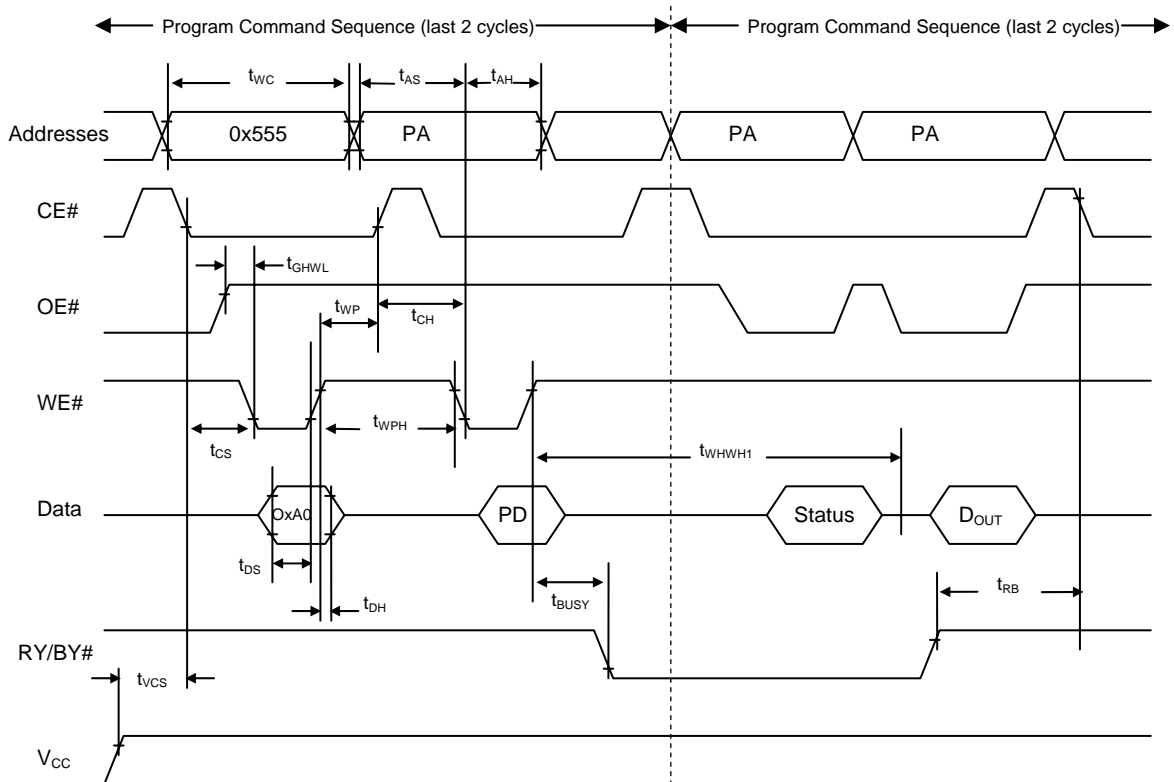 Program Command Sequence (last 2 cycles) Program Command Sequence (last 2 cycles)
tWC tAS tAH
Addresses 0x555 PA PA PA
CE#
tGHWL
OE# tWP tCH
WE#
tCS tWPH tWHWH1
Data OxA0 PD Status DOUT
tDS tDH tBUSY tRB
RY/BY#
tVCS
VCC